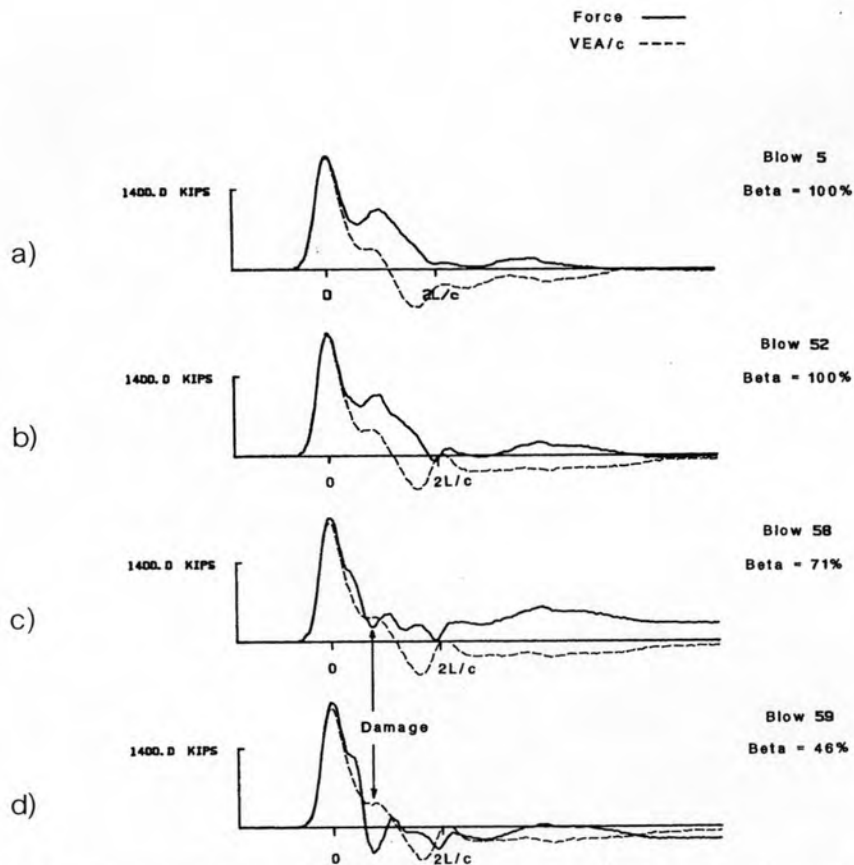 Force
VEA/c
Blow 5
1400.0 KIPS
Beta = 100%
a)
0
2L/c
Blow 52
1400.0 KIPS
Beta = 100%
b)
0
2L/c
Blow 58
1400.0 KIPS
Beta = 71%
c)
0
2L/c
Damage
Blow 59
1400.0 KIPS
Beta = 46%
d)
0
2L/c